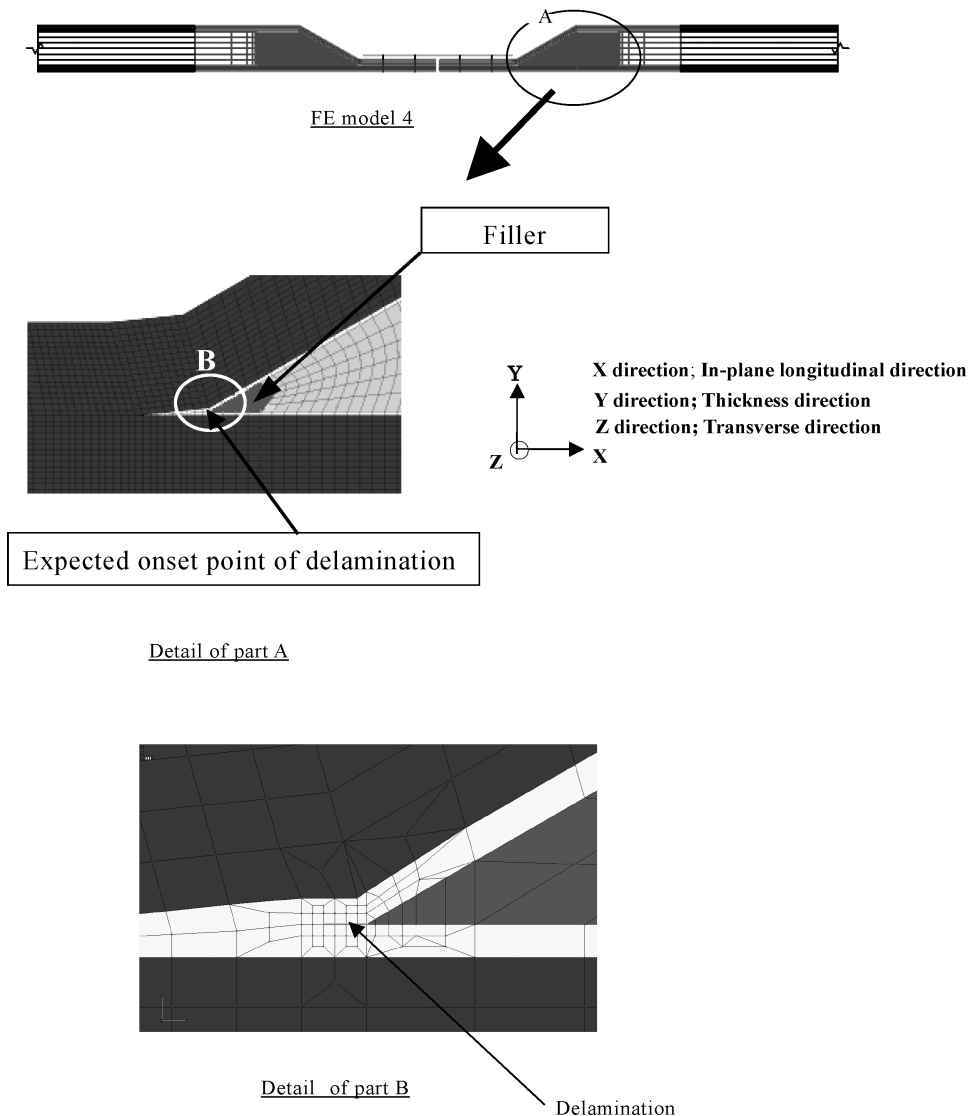 A
FE model 4
Filler
B
Y
Z
X
X direction; In-plane longitudinal direction
Y direction; Thickness direction
Z direction; Transverse direction
Expected onset point of delamination
Detail of part A
Detail of part B
Delamination